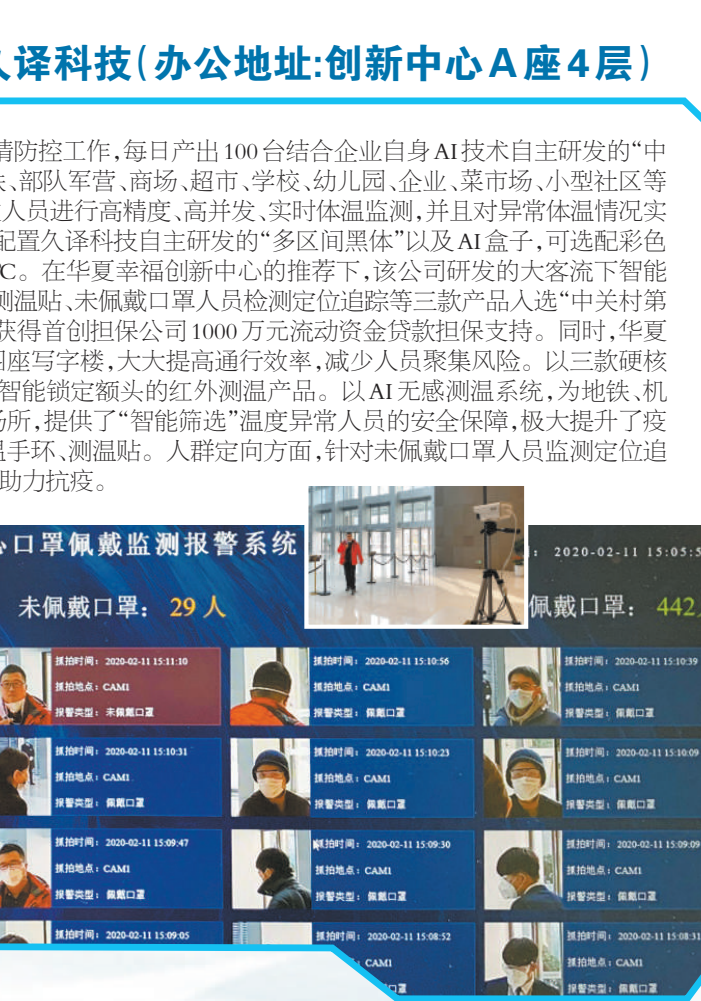 久译科技(办公地址:创新中心A座4层)
情防控工作,每日产出100台结合企业自身AI技术自主研发的“中
、部队军营、商场、超市、学校、幼儿园、企业、菜市场、小型社区等
人员进行高精度、高并发、实时体温监测,并且对异常体温情况实
配置久译科技自主研发的“多区间黑体”以及AI盒子,可选配彩色
℃。在华夏幸福创新中心的推荐下,该公司研发的大客流下智能
测温贴、未佩戴口罩人员检测定位追踪等三款产品入选“中关村第
获得首创担保公司1000万元流动资金贷款担保支持。同时,华夏
四座写字楼,大大提高通行效率,减少人员聚集风险。以三款硬核
智能锁定额头的红外测温产品。以AI无感测温系统,为地铁、机
场所,提供了“智能筛选”温度异常人员的安全保障,极大提升了疫
温手环、测温贴。人群定向方面,针对未佩戴口罩人员监测定位追
助力抗疫。
心口罩佩戴监测报警系统
: 2020-02-11 15:05:5
未佩戴口罩: 29人
佩戴口罩: 442
抓拍时间: 2020-02-11 15:11:10
抓拍地点: CAM1
报警类型: 未佩戴口罩
抓拍时间: 2020-02-11 15:10:56
抓拍地点: CAM1
报警类型: 佩戴口罩
抓拍时间: 2020-02-11 15:10:39
抓拍地点: CAM1
报警类型: 佩戴口罩
抓拍时间: 2020-02-11 15:10:31
抓拍地点: CAM1
报警类型: 佩戴口罩
抓拍时间: 2020-02-11 15:10:23
抓拍地点: CAM1
报警类型: 佩戴口罩
抓拍时间: 2020-02-11 15:10:09
抓拍地点: CAM1
报警类型: 佩戴口罩
抓拍时间: 2020-02-11 15:09:47
抓拍地点: CAM1
报警类型: 佩戴口罩
抓拍时间: 2020-02-11 15:09:30
抓拍地点: CAM1
报警类型: 佩戴口罩
抓拍时间: 2020-02-11 15:09:09
抓拍地点: CAM1
报警类型: 佩戴口罩
抓拍时间: 2020-02-11 15:09:05
抓拍时间: 2020-02-11 15:08:52
CAM1
口罩
抓拍时间: 2020-02-11 15:08:31
抓拍地点: CAM1
报警类型: 佩戴口罩